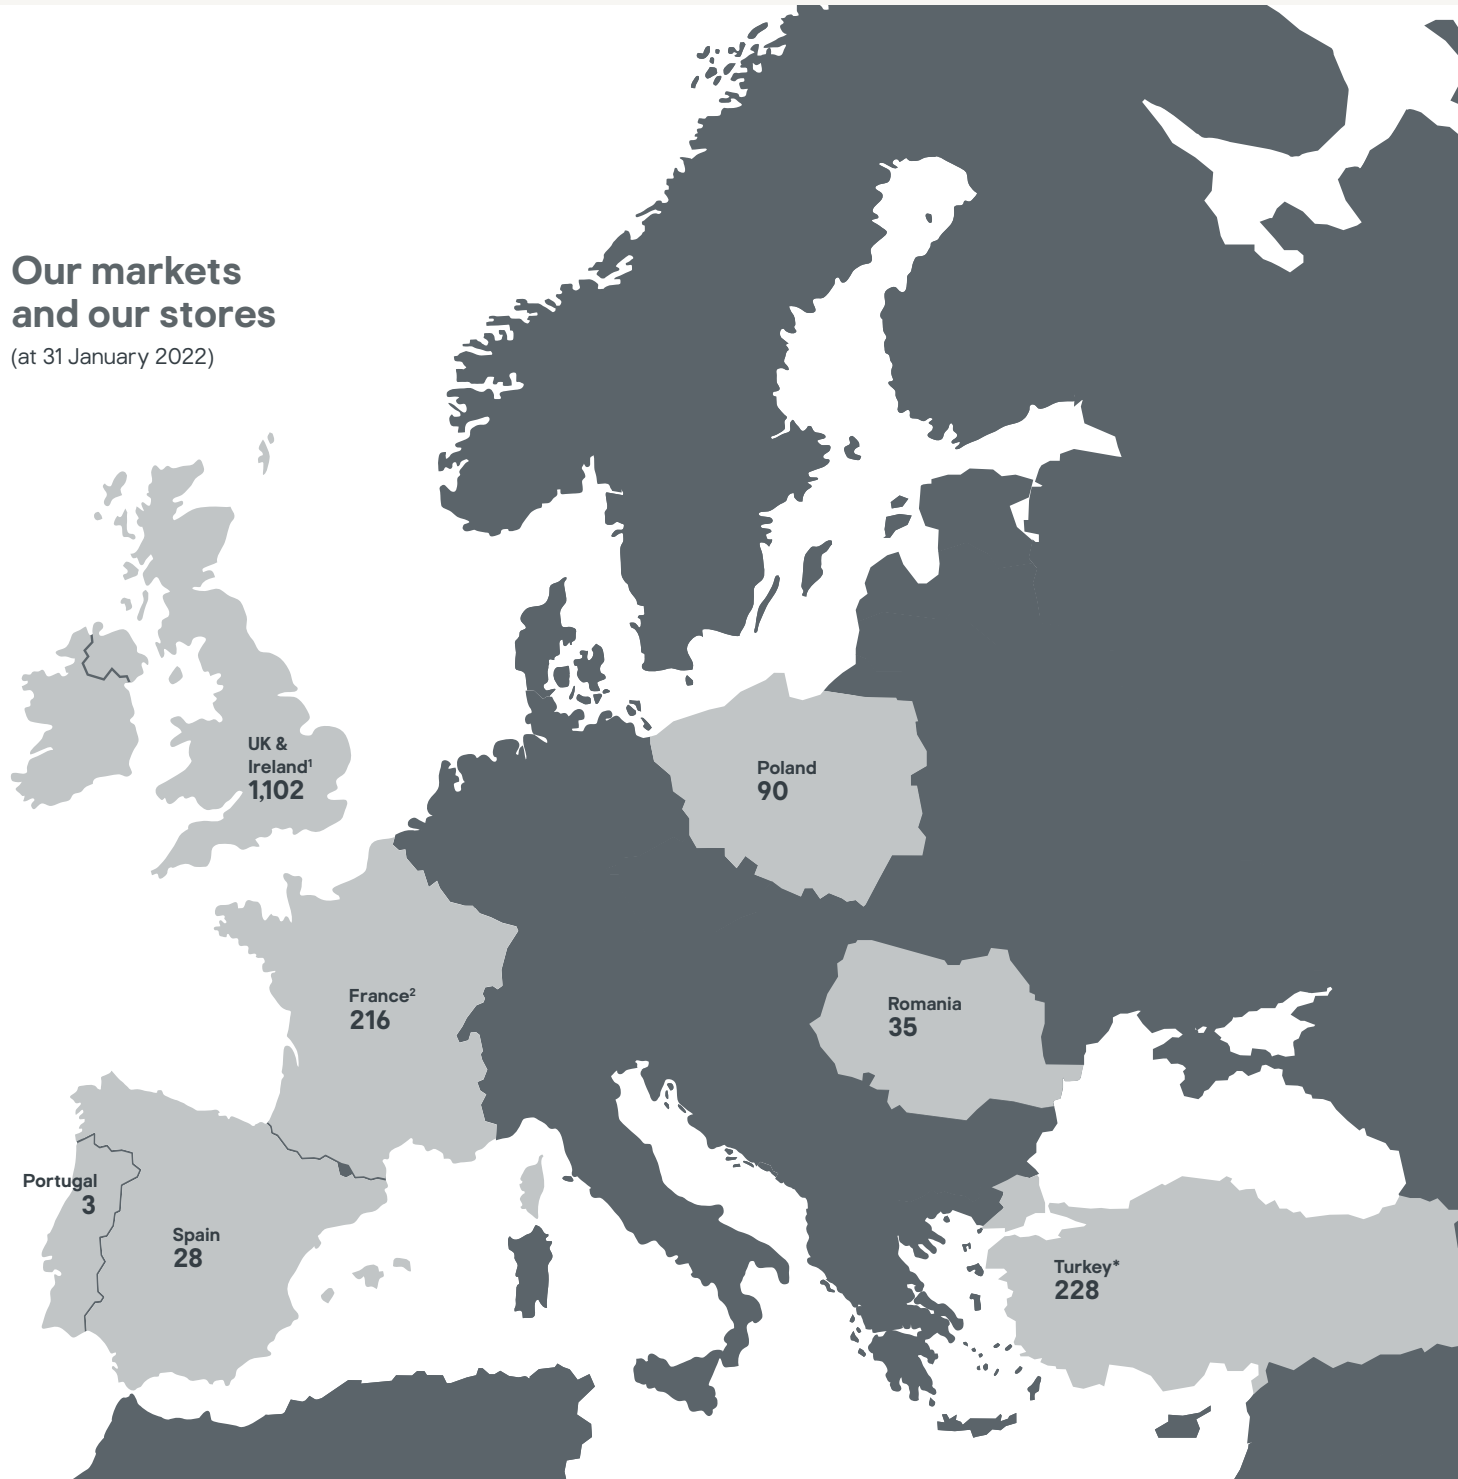 Our markets
and our stores
(at 31 January 2022)
UK &
Ireland¹
1,102
Poland
90
France²
216
Romania
35
Portugal
3
Spain
28
Turkey*
228